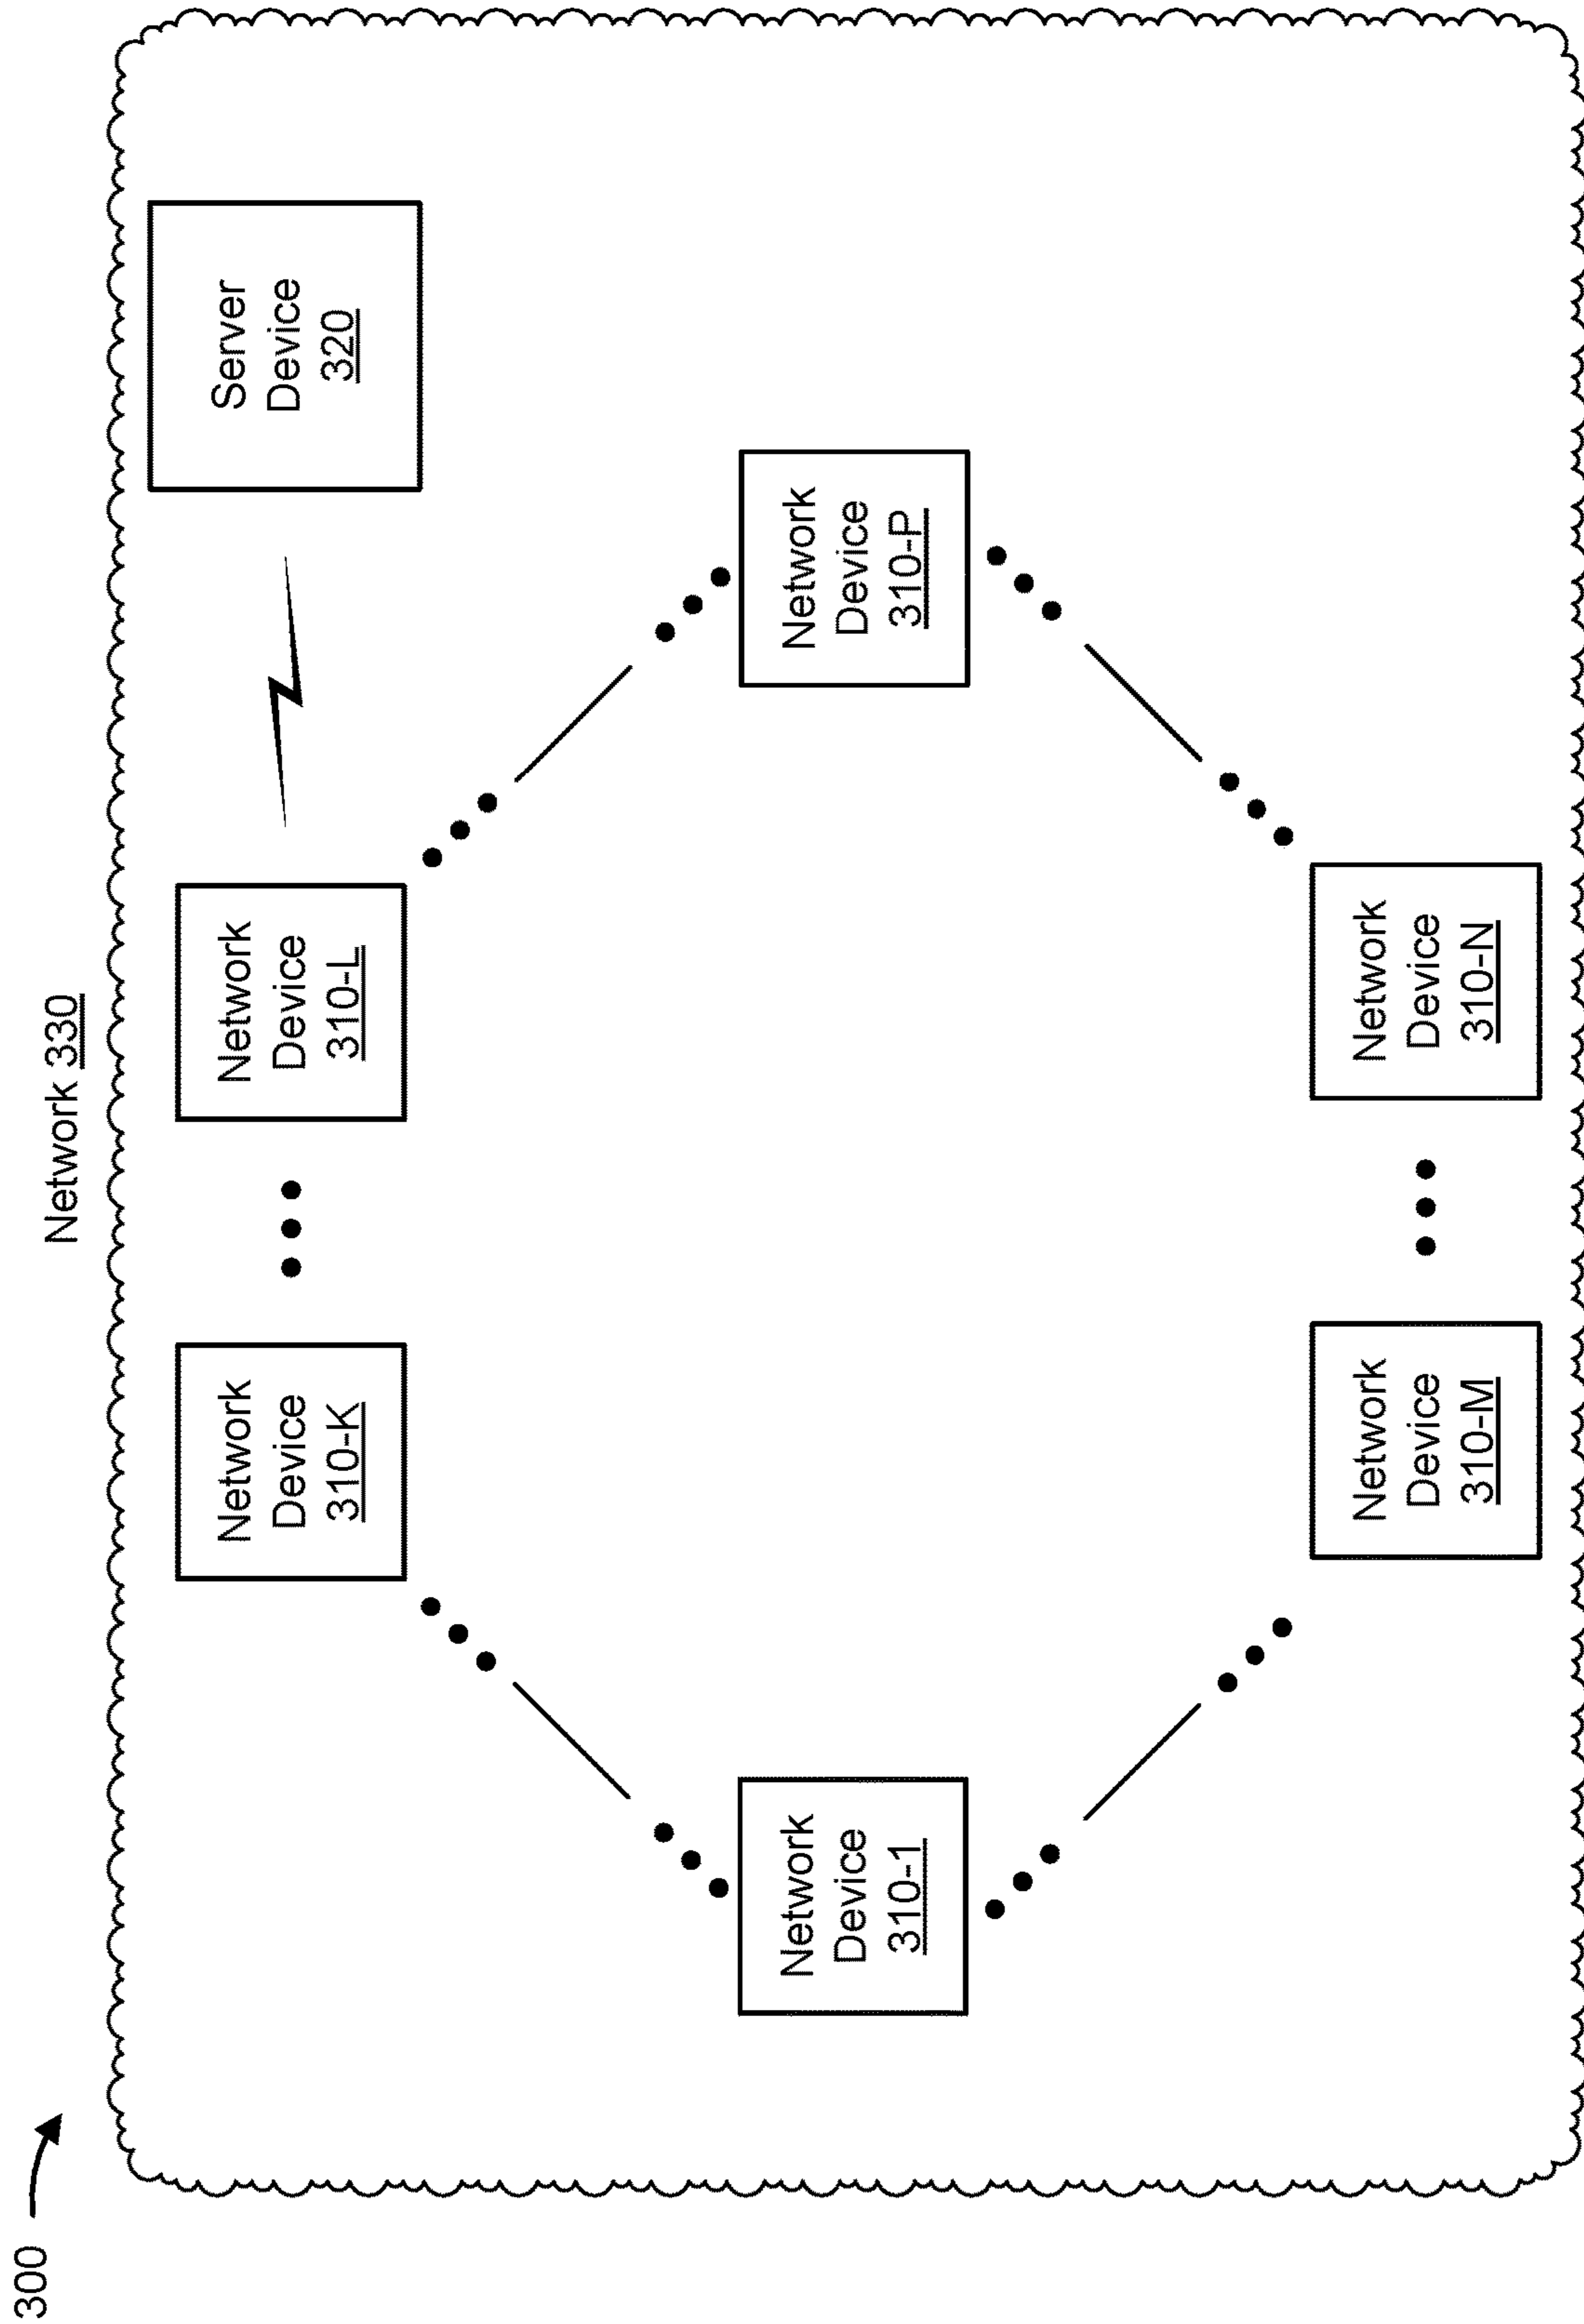 300
Network 330
Server
Device
320
Network
Device
310-K
Network
Device
310-L
Network
Device
310-1
Network
Device
310-P
Network
Device
310-M
Network
Device
310-N